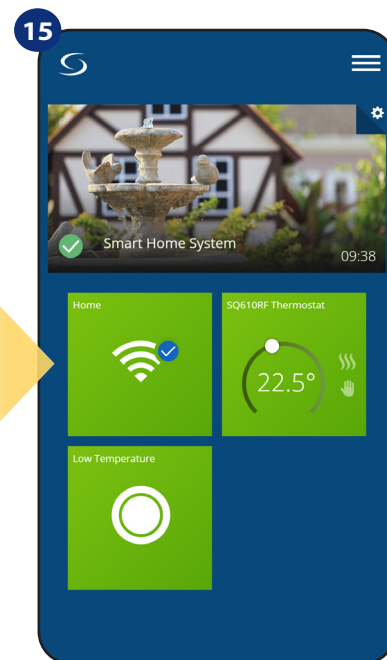 15
Smart Home System
09:38
Home
SQ610RF Thermostat
22.5°
Low Temperature